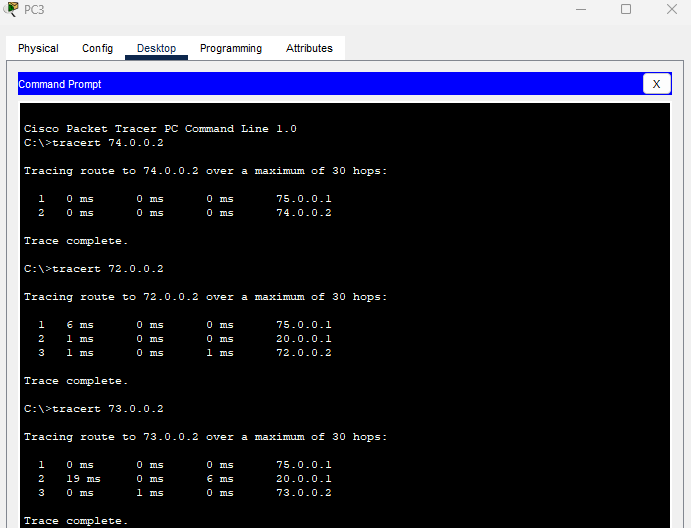 PC3
Physical Config Desktop Programming Attributes
Command Prompt X
Cisco Packet Tracer PC Command Line 1.0
C:\>tracert 74.0.0.2
Tracing route to 74.0.0.2 over a maximum of 30 hops:
1 0 ms 0 ms 0 ms 75.0.0.1
2 0 ms 0 ms 0 ms 74.0.0.2
Trace complete.
C:\>tracert 72.0.0.2
Tracing route to 72.0.0.2 over a maximum of 30 hops:
1 6 ms 0 ms 0 ms 75.0.0.1
2 1 ms 0 ms 0 ms 20.0.0.1
3 1 ms 0 ms 1 ms 72.0.0.2
Trace complete.
C:\>tracert 73.0.0.2
Tracing route to 73.0.0.2 over a maximum of 30 hops:
1 0 ms 0 ms 0 ms 75.0.0.1
2 19 ms 0 ms 6 ms 20.0.0.1
3 0 ms 1 ms 0 ms 73.0.0.2
Trace complete.